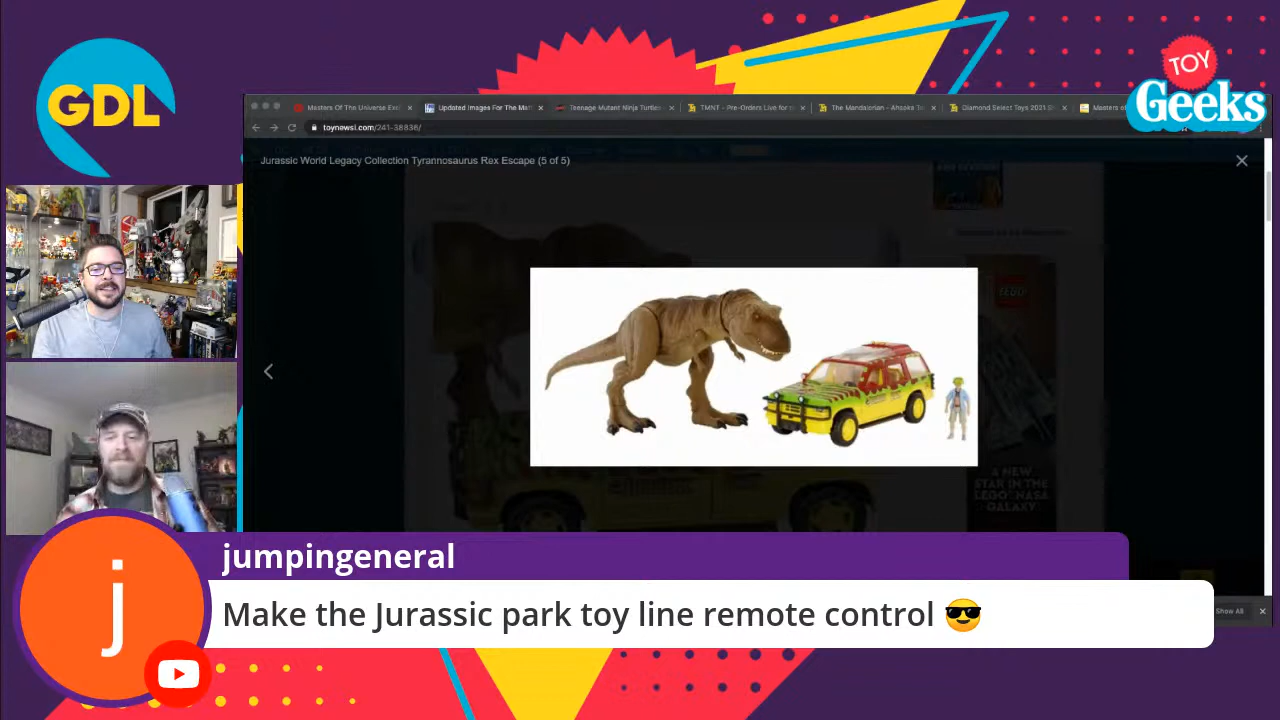 GDL
TOY
Geeks
Masters Of The Universe
Updated Images For The
Teenage Mutant Ninja Turtles
TMNT - Pre-Orders Live for
The Mandalorian - Ahsoka
Diamond Select Toys 2021
Masters of
toynewsi.com/241-38836/
Jurassic World Legacy Collection Tyrannosaurus Rex Escape (5 of 5)
LEGO
A NEW
STAR IN THE
LEGO NASA
GALAXY
jumpingeneral
j
Make the Jurassic park toy line remote control 😎
Show All